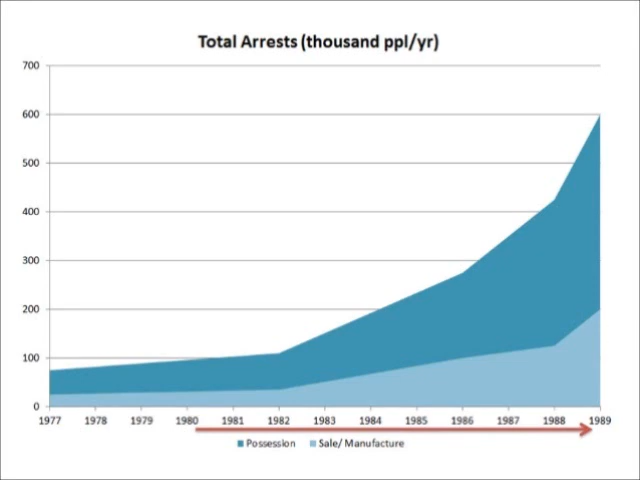 Total Arrests (thousand ppl/yr)
700
600
500
400
300
200
100
0
1977 1978 1979 1980 1981 1982 1983 1984 1985 1986 1987 1988 1989
Possession Sale/ Manufacture